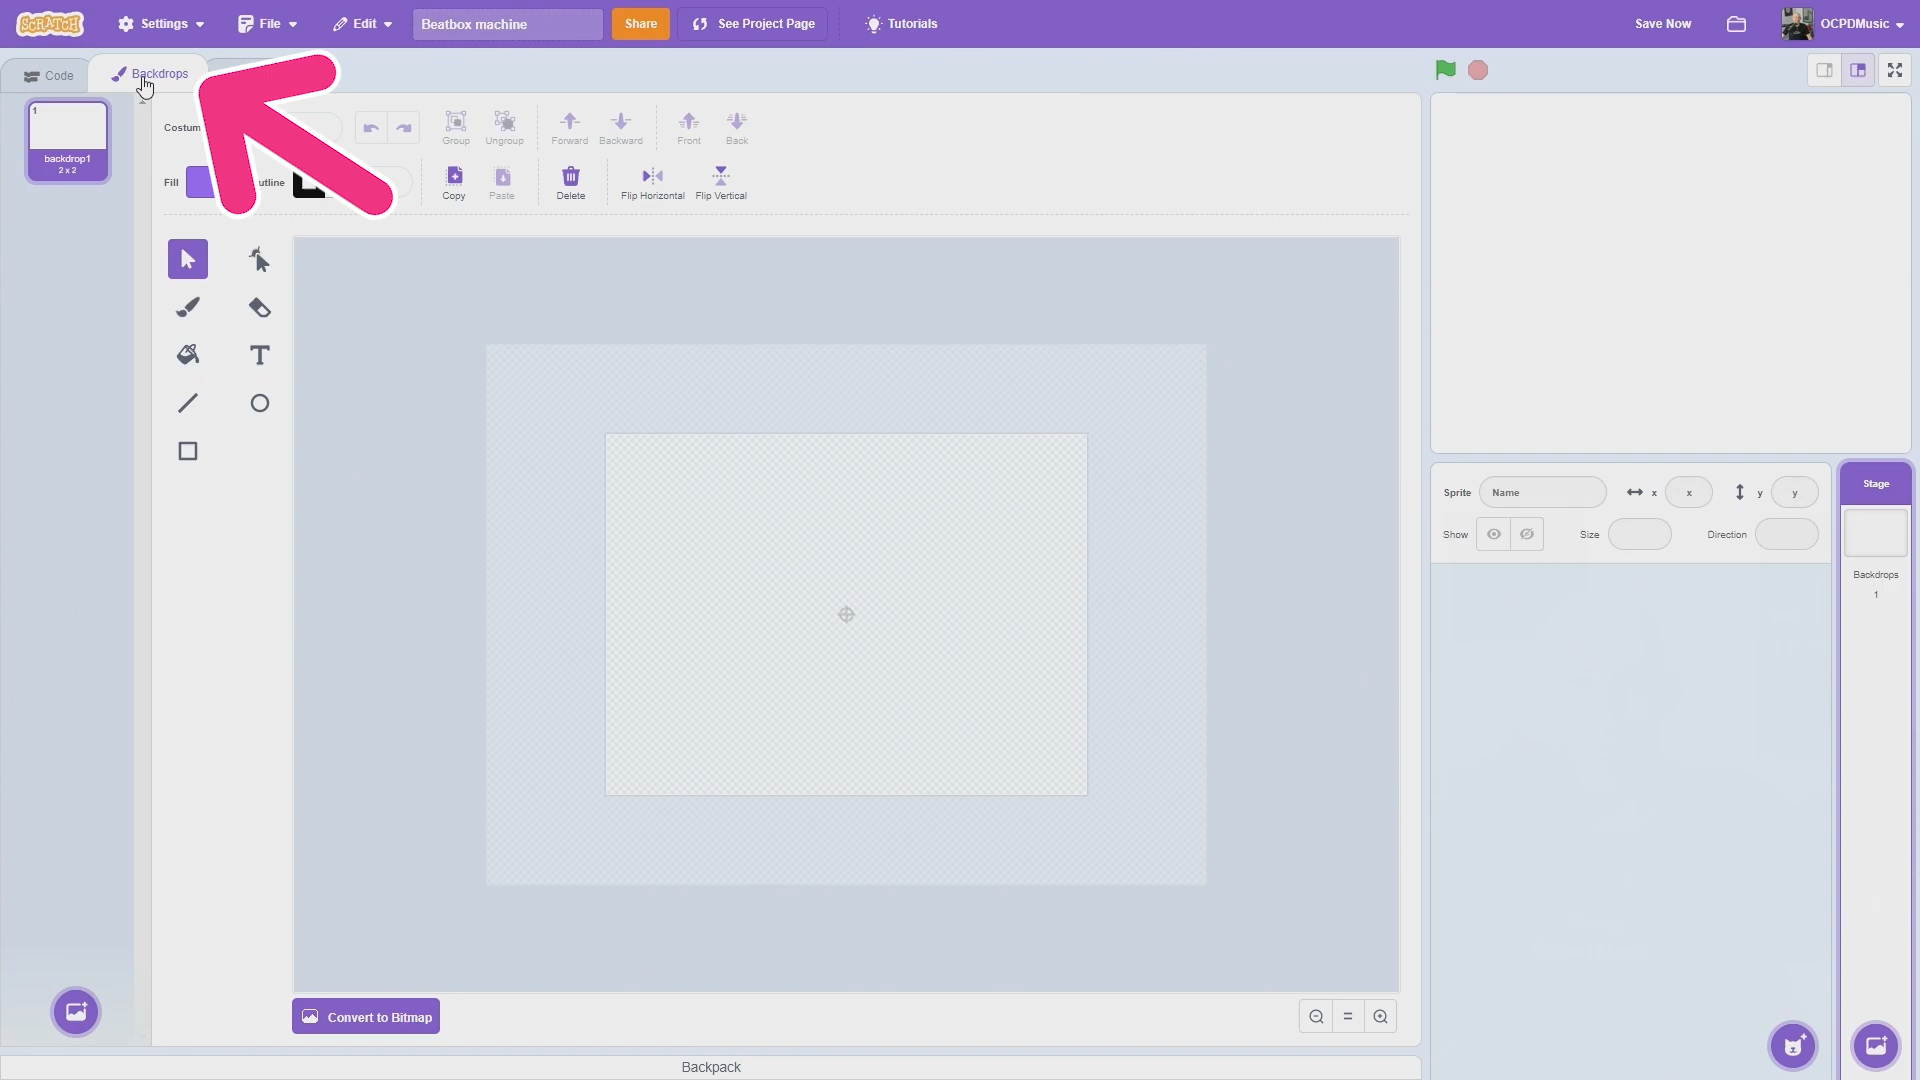 SCRATCH
Settings
File
Edit
Beatbox machine
Share
See Project Page
Tutorials
Save Now
OCPDMusic
Code
Backdrops
1
backdrop1
2 x 2
Costum
Group
Ungroup
Forward
Backward
Front
Back
Fill
utline
Copy
Paste
Delete
Flip Horizontal
Flip Vertical
Sprite
Name
x
x
y
y
Show
Size
Direction
Stage
Backdrops
1
Convert to Bitmap
Backpack